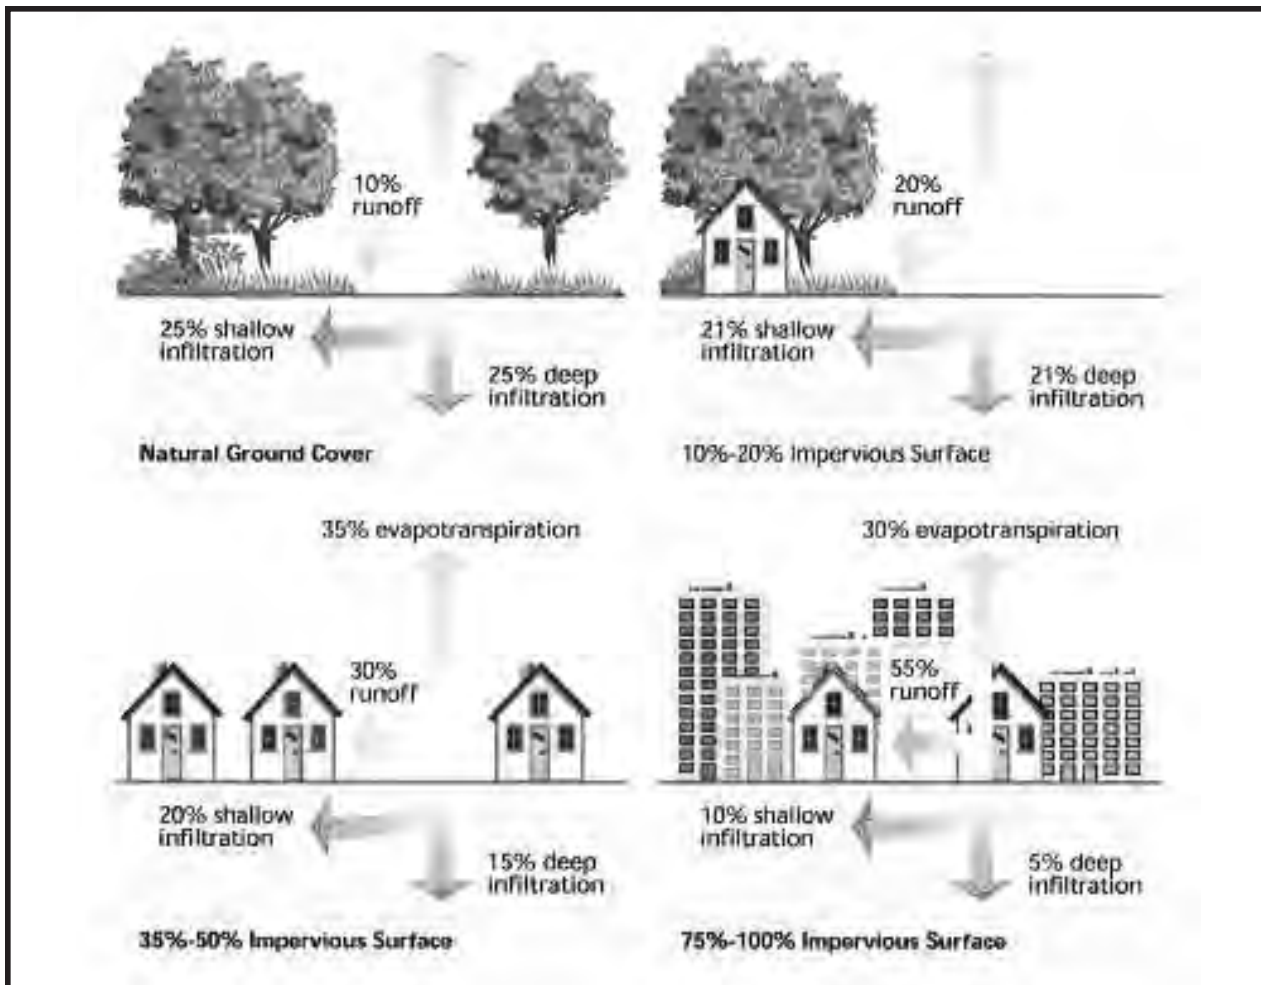 10%
runoff
25% shallow
infiltration
25% deep
infiltration
Natural Ground Cover
20%
runoff
21% shallow
infiltration
21% deep
infiltration
10%-20% Impervious Surface
35% evapotranspiration
30%
runoff
20% shallow
infiltration
15% deep
infiltration
35%-50% Impervious Surface
30% evapotranspiration
55%
runoff
10% shallow
infiltration
5% deep
infiltration
75%-100% Impervious Surface